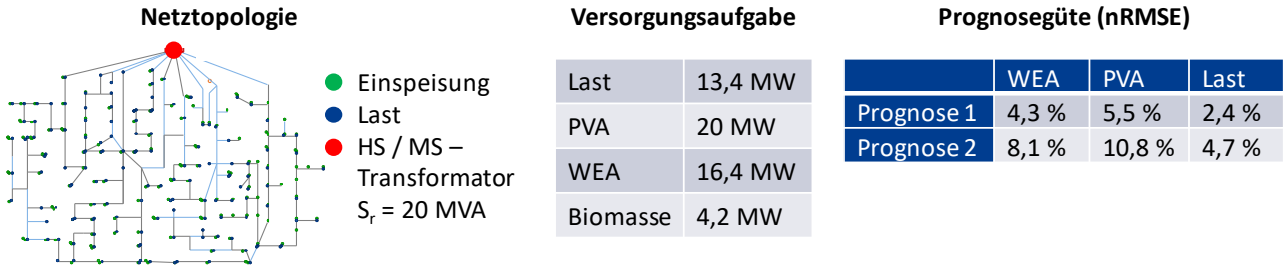 Netztopologie
Einspeisung
Last
HS / MS –
Transformator
Sr = 20 MVA
Versorgungsaufgabe
Last 13,4 MW
PVA 20 MW
WEA 16,4 MW
Biomasse 4,2 MW
Prognosegüte (nRMSE)
WEA PVA Last
Prognose 1 4,3 % 5,5 % 2,4 %
Prognose 2 8,1 % 10,8 % 4,7 %